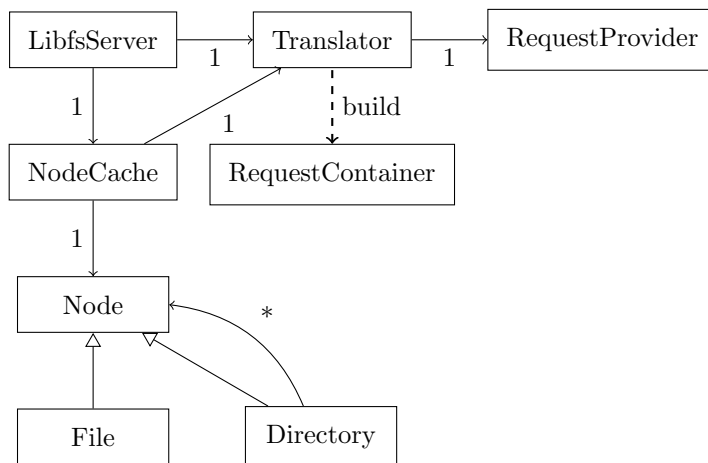 LibfsServer
Translator
RequestProvider
1
1
1
1
build
NodeCache
RequestContainer
1
Node
*
File
Directory